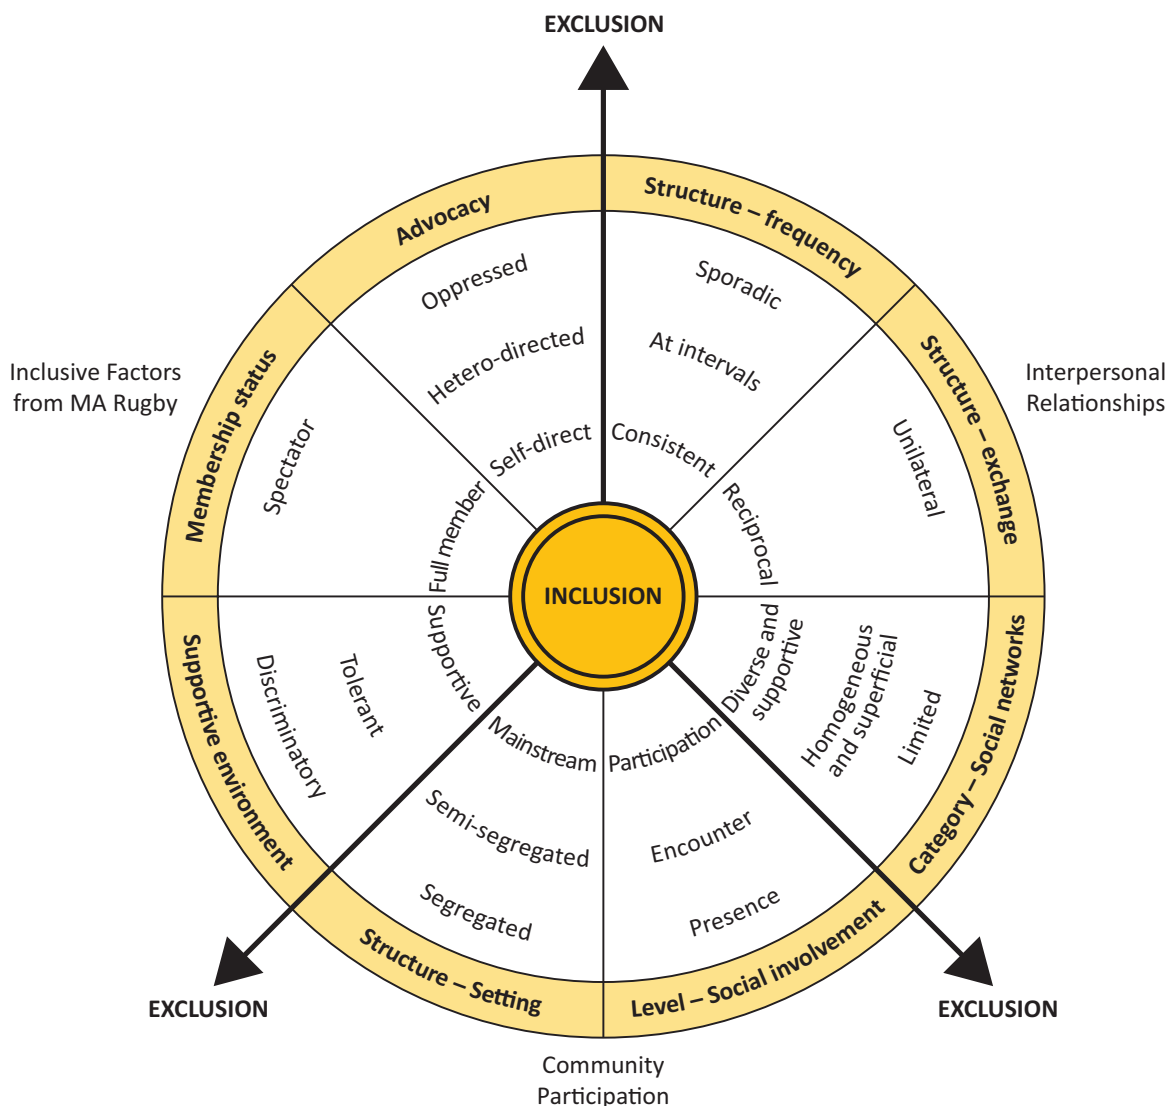 EXCLUSION
Advocacy
Structure – frequency
Oppressed
Sporadic
Hetero-directed
At intervals
Self-direct
Consistent
Inclusive Factors
from MA Rugby
Membership status
Spectator
Full member
Structure – exchange
Unilateral
Reciprocal
Interpersonal
Relationships
INCLUSION
Supportive environment
Discriminatory
Tolerant
Supportive
Diverse and
supportive
Homogeneous
and superficial
Limited
Category – Social networks
Mainstream
Participation
Semi-segregated
Encounter
Segregated
Presence
Structure – Setting
Level – Social involvement
EXCLUSION
EXCLUSION
Community
Participation